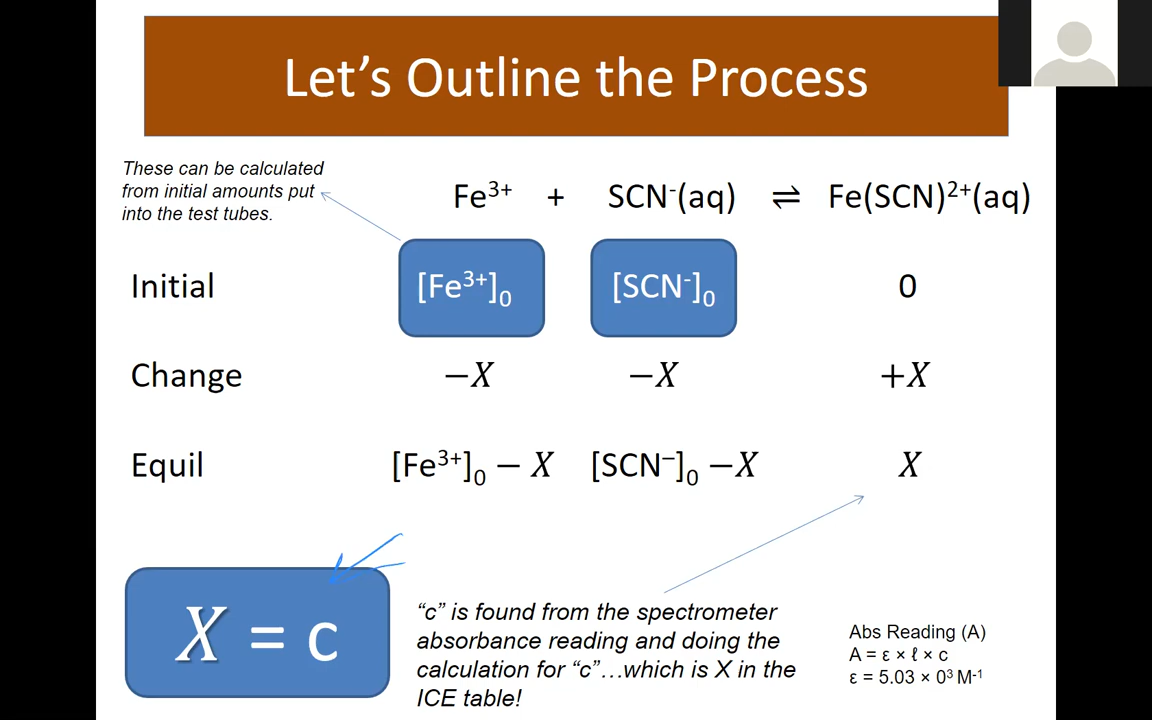 Let's Outline the Process
These can be calculated
from initial amounts put
into the test tubes.
Fe³⁺ + SCN⁻(aq) ⇌ Fe(SCN)²⁺(aq)
Initial [Fe³⁺]₀ [SCN⁻]₀ 0
Change −X −X +X
Equil [Fe³⁺]₀ − X [SCN⁻]₀ −X X
X = c
"c" is found from the spectrometer
absorbance reading and doing the
calculation for "c"…which is X in the
ICE table!
Abs Reading (A)
A = ε × ℓ × c
ε = 5.03 × 0³ M⁻¹